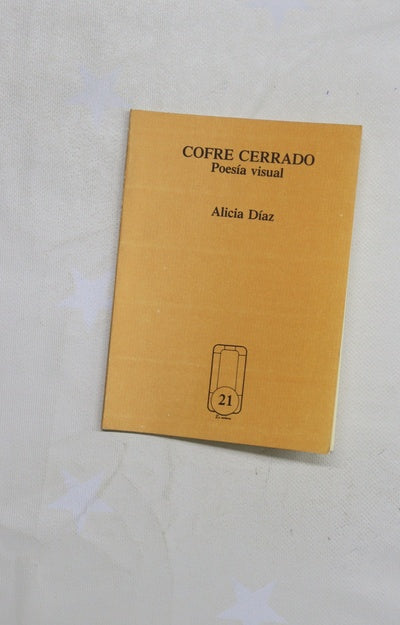 COFRE CERRADO
Poesía visual
Alicia Díaz
21